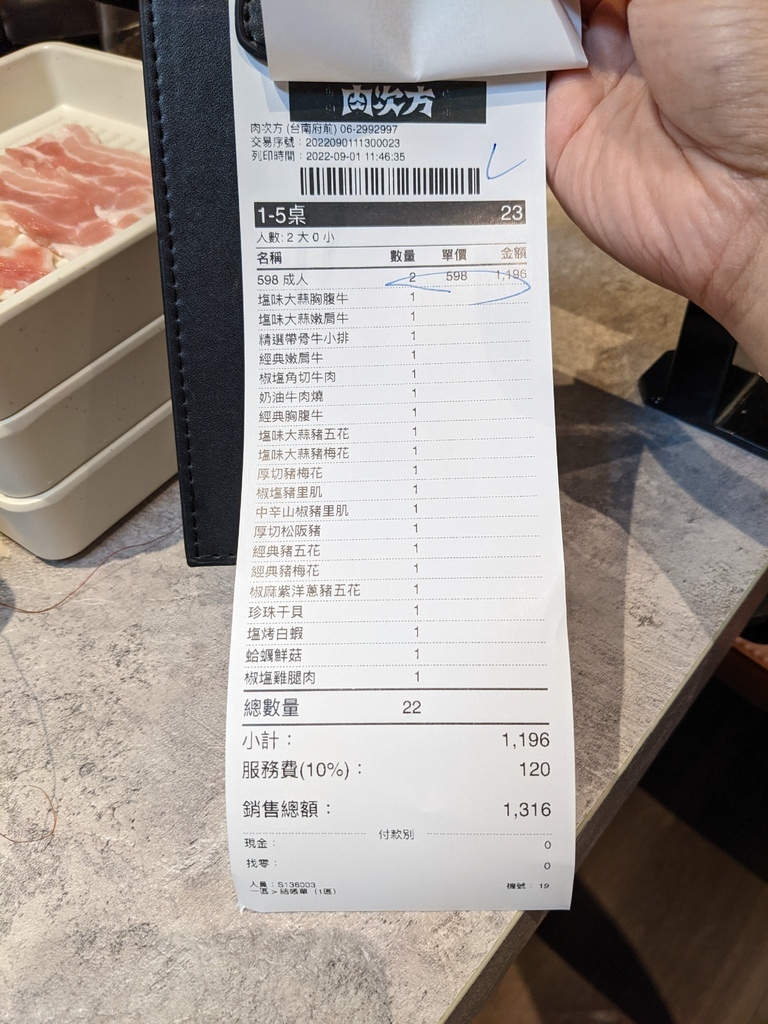 肉次方
肉次方 (台南府前) 06-2992997
交易序號：2022090111300023
列印時間：2022-09-01 11:46:35
1-5桌 23
人數: 2 大 0 小
名稱 數量 單價 金額
598 成人 2 598 1,196
塩味大蒜胸腹牛 1
塩味大蒜嫩肩牛 1
精選帶骨牛小排 1
經典嫩肩牛 1
椒塩角切牛肉 1
奶油牛肉燒 1
經典胸腹牛 1
塩味大蒜豬五花 1
塩味大蒜豬梅花 1
厚切豬梅花 1
椒塩豬里肌 1
中辛山椒豬里肌 1
厚切松阪豬 1
經典豬五花 1
經典豬梅花 1
椒麻紫洋蔥豬五花 1
珍珠干貝 1
塩烤白蝦 1
蛤蠣鮮菇 1
椒塩雞腿肉 1
總數量 22
小計： 1,196
服務費(10%)： 120
銷售總額： 1,316
付款別
現金： 0
找零： 0
人員：S136003 機號：19
一區 > 結帳單 (1區)